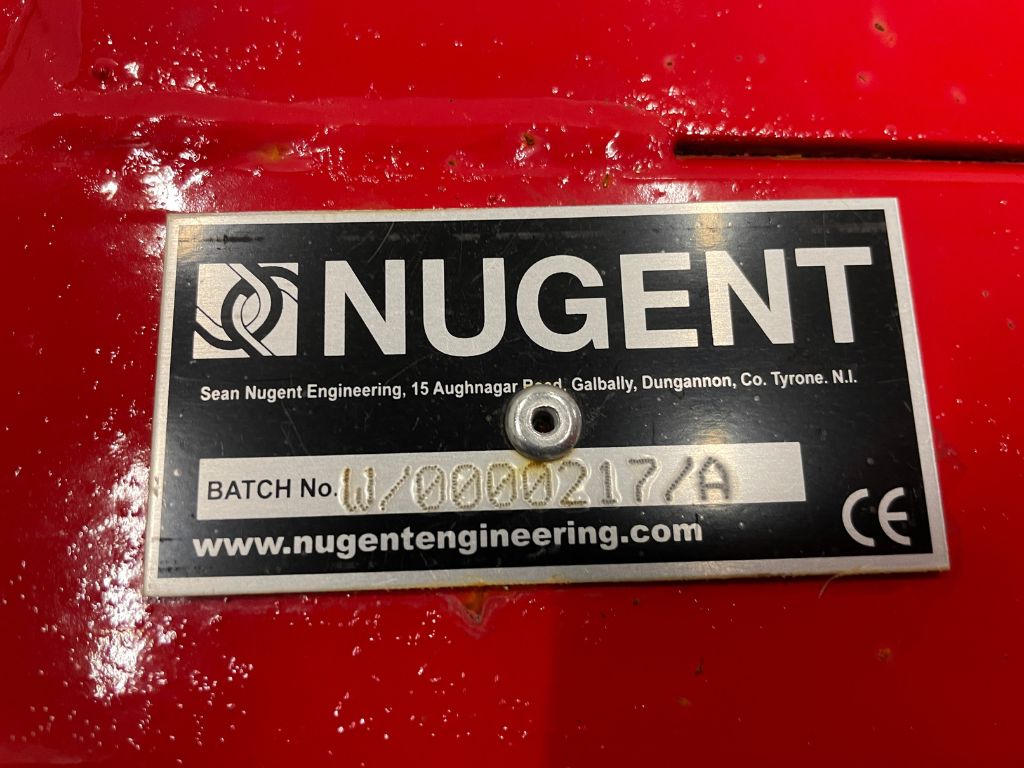 NUGENT
Sean Nugent Engineering, 15 Aughnagar Road, Galbally, Dungannon, Co. Tyrone. N.I.
BATCH No. W/0000217/A
www.nugentengineering.com
CE